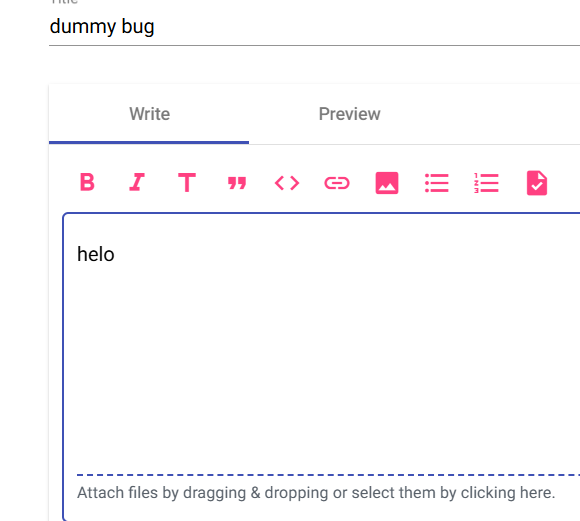 Title
dummy bug
Write
Preview
helo
Attach files by dragging & dropping or select them by clicking here.